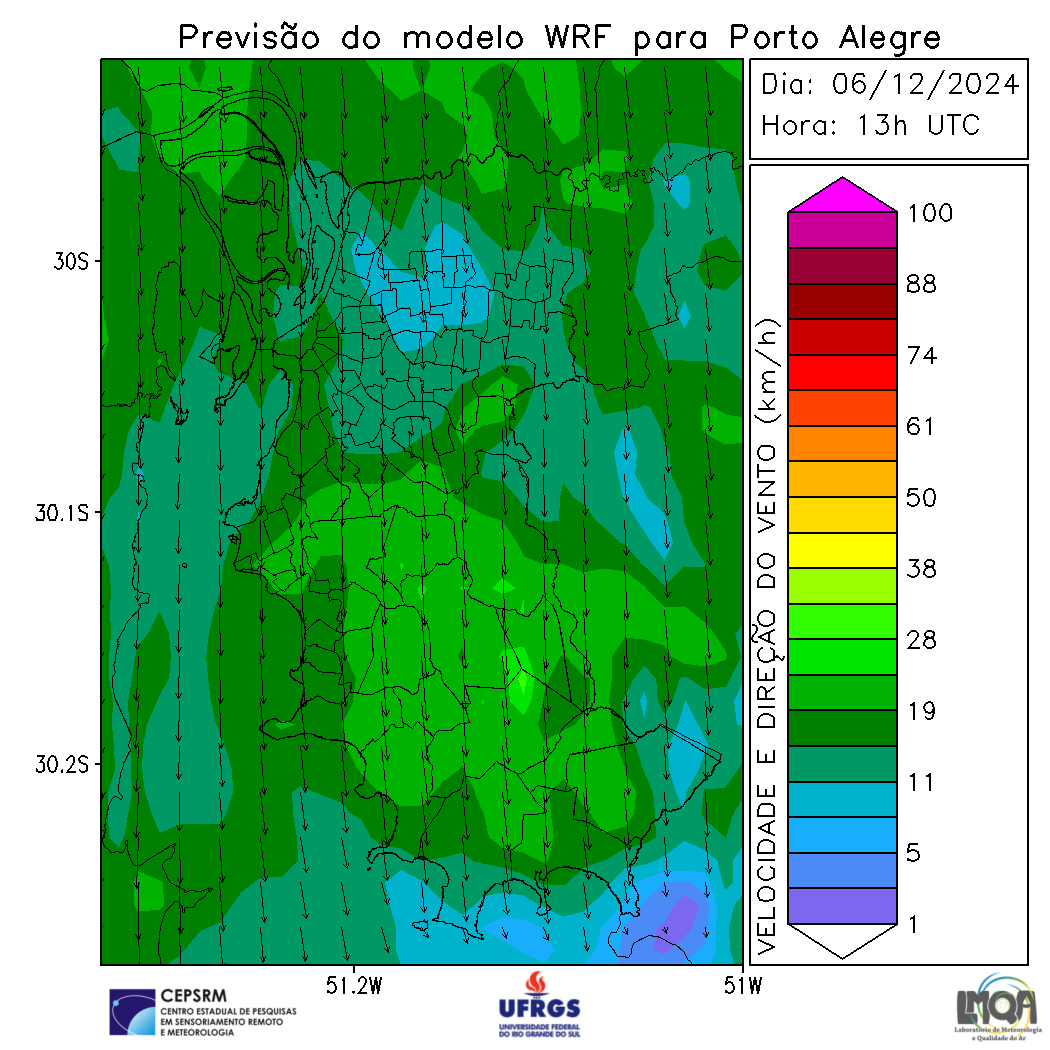 Previsão do modelo WRF para Porto Alegre
Dia: 06/12/2024
Hora: 13h UTC
30S
30.1S
30.2S
51.2W
51W
VELOCIDADE E DIREÇÃO DO VENTO (km/h)
100
88
74
61
50
38
28
19
11
5
1
CEPSRM
CENTRO ESTADUAL DE PESQUISAS
EM SENSORIAMENTO REMOTO
E METEOROLOGIA
UFRGS
UNIVERSIDADE FEDERAL
DO RIO GRANDE DO SUL
LMQA
Laboratório de Meteorologia
e Qualidade do Ar